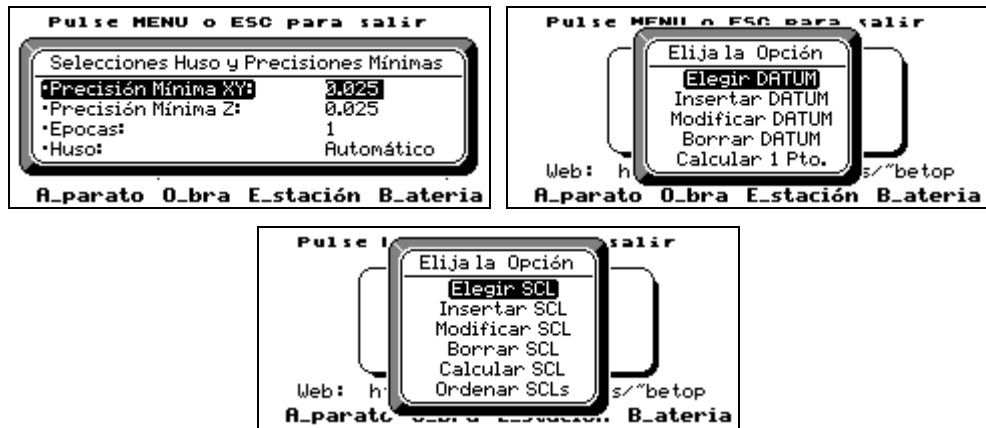 Pulse MENU o ESC para salir
Selecciones Huso y Precisiones Mínimas
·Precisión Mínima XY: 0.025
·Precisión Mínima Z: 0.025
·Epocas: 1
·Huso: Automático
A_parato O_bra E_stación B_ateria
Pulse MENU o ESC para salir
Elija la Opción
Elegir DATUM
Insertar DATUM
Modificar DATUM
Borrar DATUM
Calcular 1 Pto.
Web: h s/~betop
A_parato O_bra E_stación B_ateria
Pulse salir
Elija la Opción
Elegir SCL
Insertar SCL
Modificar SCL
Borrar SCL
Calcular SCL
Ordenar SCLs
Web: h s/~betop
A_parato B_ateria